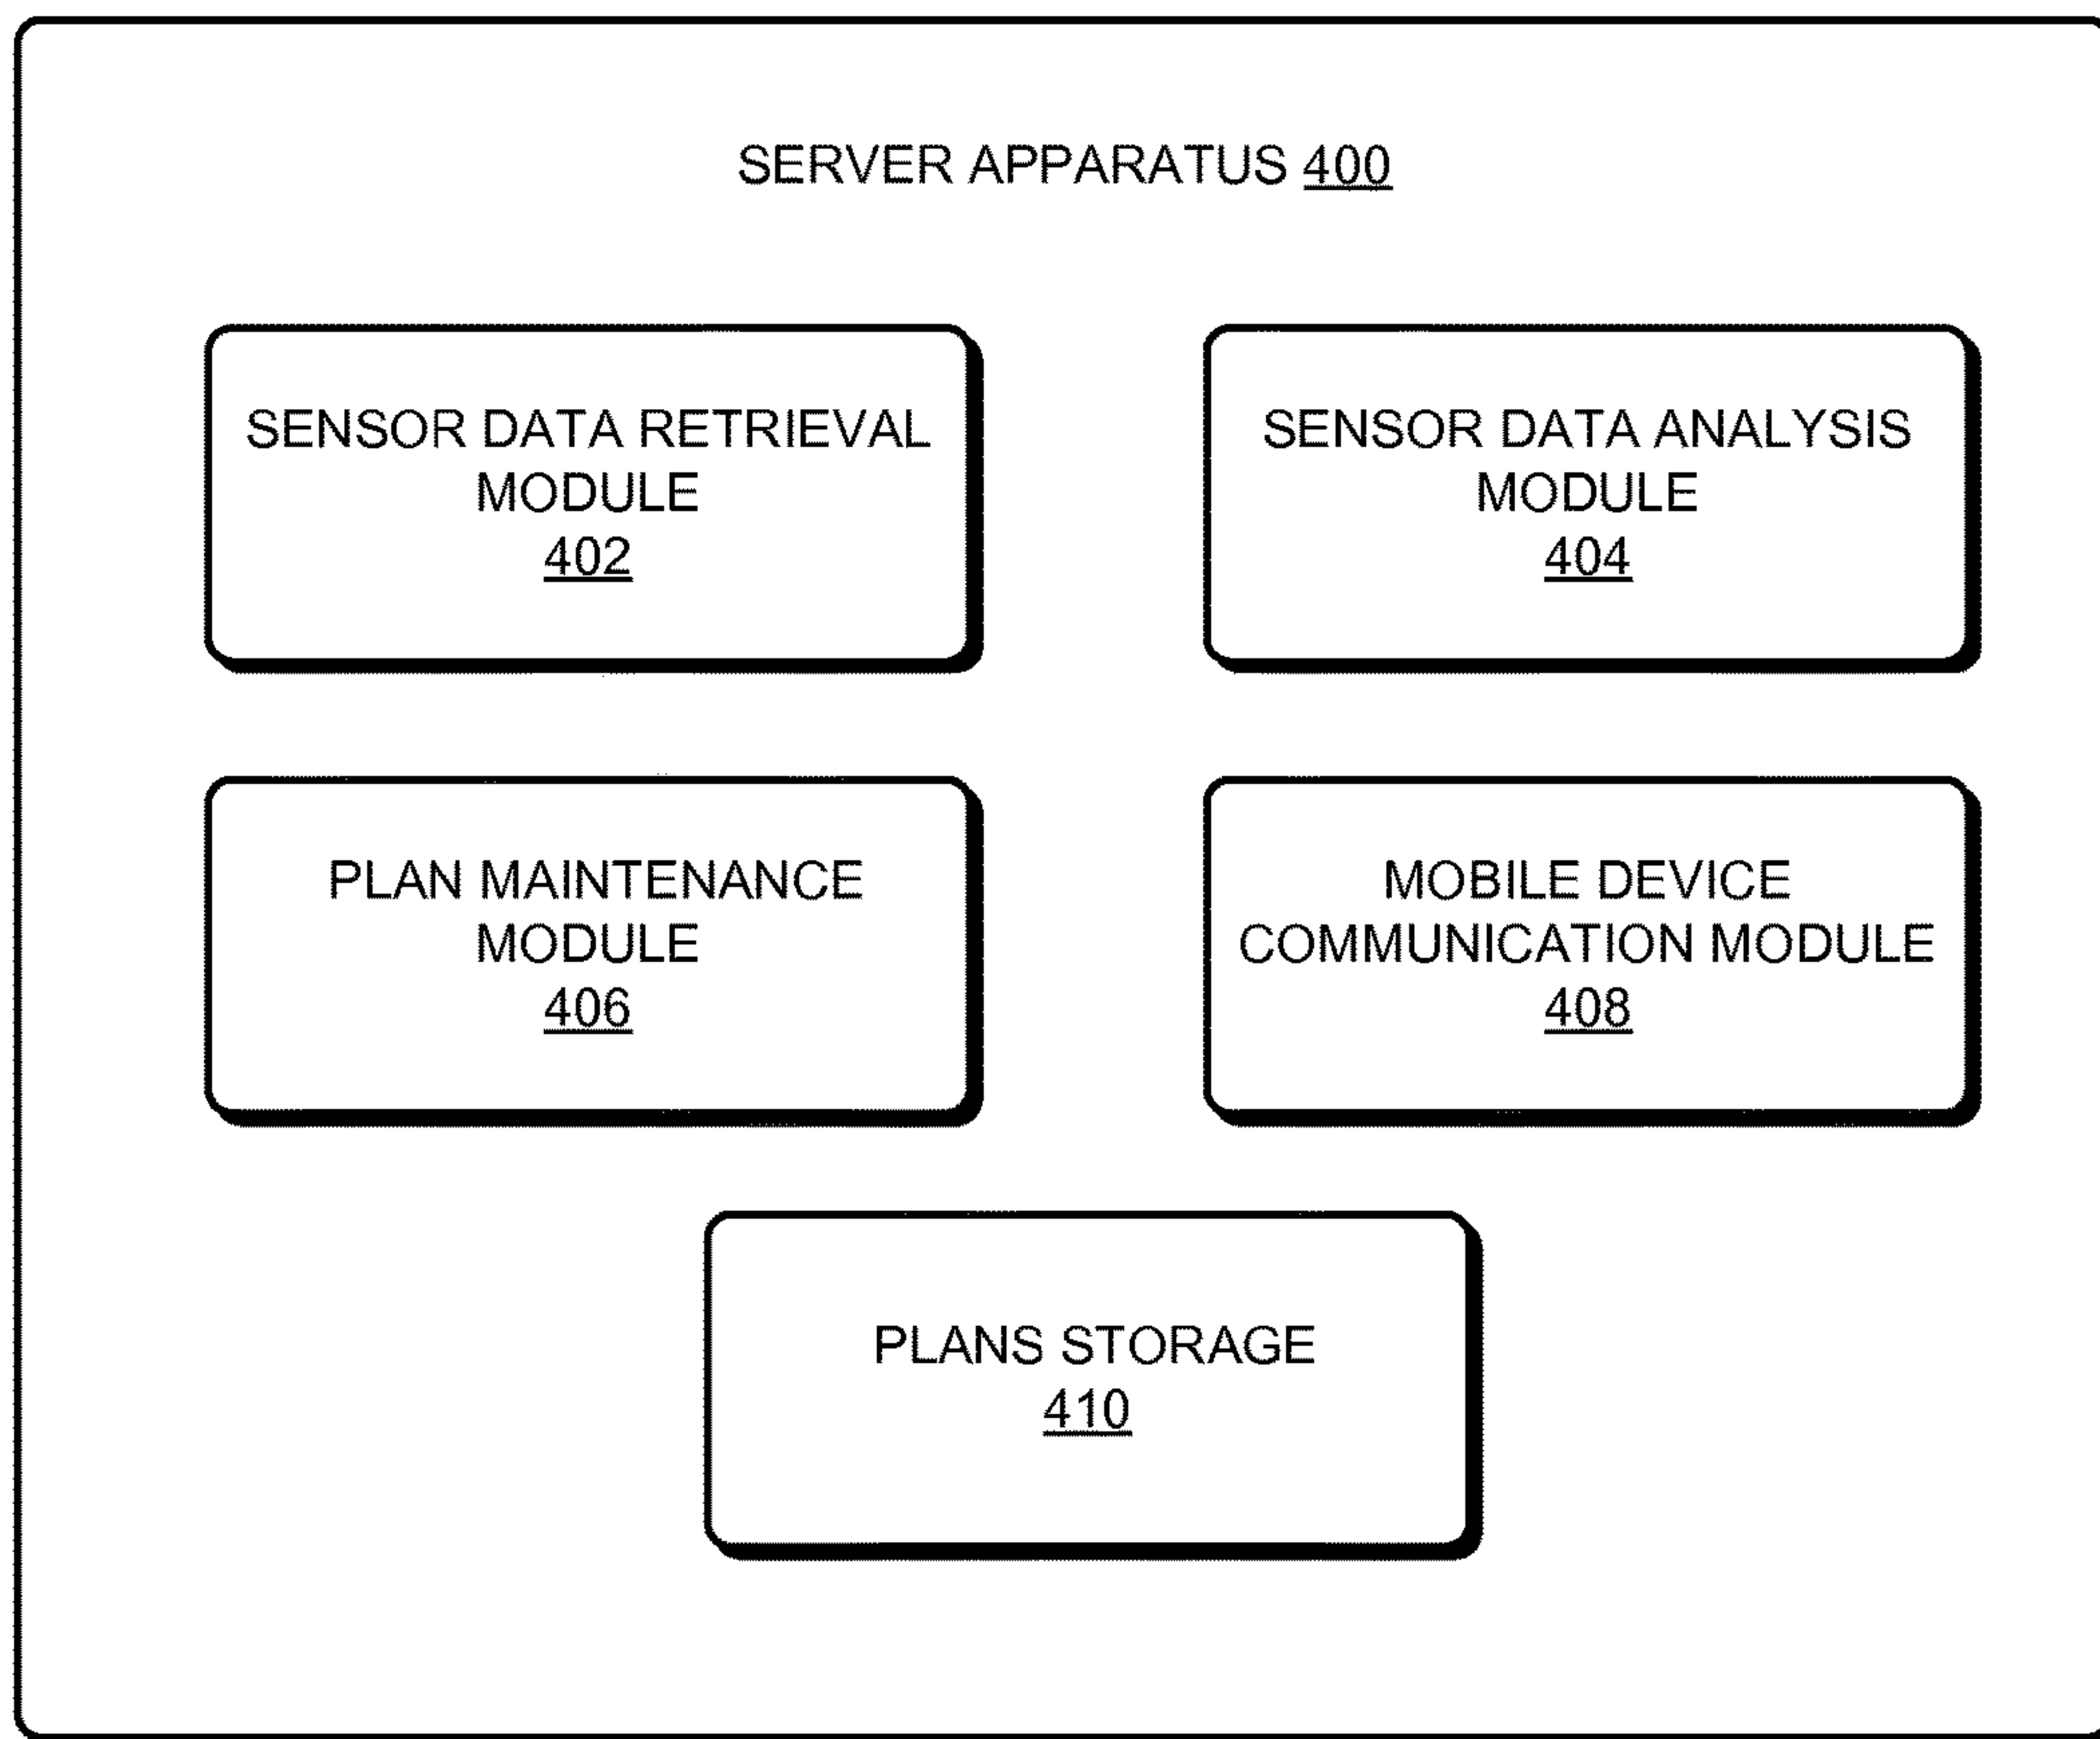 SERVER APPARATUS 400
SENSOR DATA RETRIEVAL
MODULE
402
SENSOR DATA ANALYSIS
MODULE
404
PLAN MAINTENANCE
MODULE
406
MOBILE DEVICE
COMMUNICATION MODULE
408
PLANS STORAGE
410